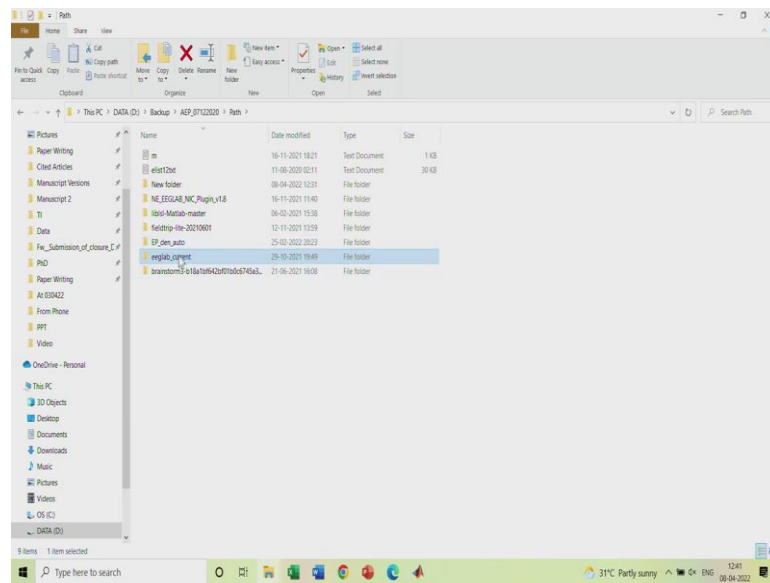 Path
File Home Share View
Pin to Quick access Copy Paste Cut Copy path Paste shortcut Move to Copy to Delete Rename New folder New item Easy access Properties Open Edit History Select all Select none Invert selection
Clipboard Organize New Open Select
This PC > DATA (D:) > Backup > AEP_07122020 > Path > Search Path
Name Date modified Type Size
Pictures
Paper Writing
Cited Articles
Manuscript Versions
Manuscript 2
TI
Data
Fw_Submission_of_closure_
PhD
Paper Writing
At 030422
From Phone
PPT
Video
OneDrive - Personal
This PC
3D Objects
Desktop
Documents
Downloads
Music
Pictures
Videos
OS (C:)
DATA (D:)
m 16-11-2021 18:21 Text Document 1 KB
elist12txt 11-08-2020 02:11 Text Document 30 KB
New folder 08-04-2022 12:31 File folder
NE_EEGLAB_NIC_Plugin_v1.8 16-11-2021 11:40 File folder
liblsl-Matlab-master 06-02-2021 15:38 File folder
fieldtrip-lite-20210601 12-11-2021 13:59 File folder
EP_den_auto 25-02-2022 20:23 File folder
eeglab_current 29-10-2021 19:49 File folder
brainstorm3-b18a1bf642bf01b0c6745a3... 21-06-2021 16:08 File folder
9 items 1 item selected
Type here to search 31°C Partly sunny ENG 12:41
08-04-2022